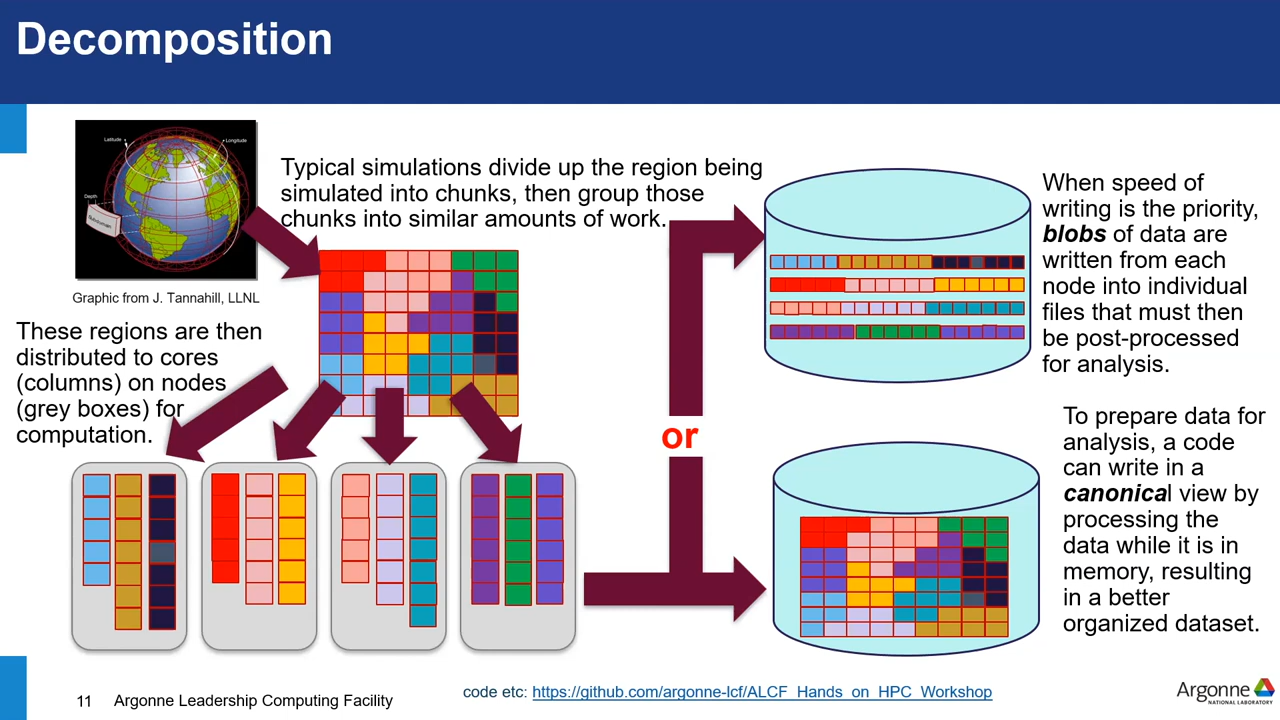 Decomposition
Latitude
Longitude
Depth
Subdomain
Graphic from J. Tannahill, LLNL
Typical simulations divide up the region being
simulated into chunks, then group those
chunks into similar amounts of work.
These regions are then
distributed to cores
(columns) on nodes
(grey boxes) for
computation.
or
When speed of
writing is the priority,
blobs of data are
written from each
node into individual
files that must then
be post-processed
for analysis.
To prepare data for
analysis, a code
can write in a
canonical view by
processing the
data while it is in
memory, resulting
in a better
organized dataset.
11 Argonne Leadership Computing Facility
code etc: https://github.com/argonne-lcf/ALCF_Hands_on_HPC_Workshop
Argonne
NATIONAL LABORATORY